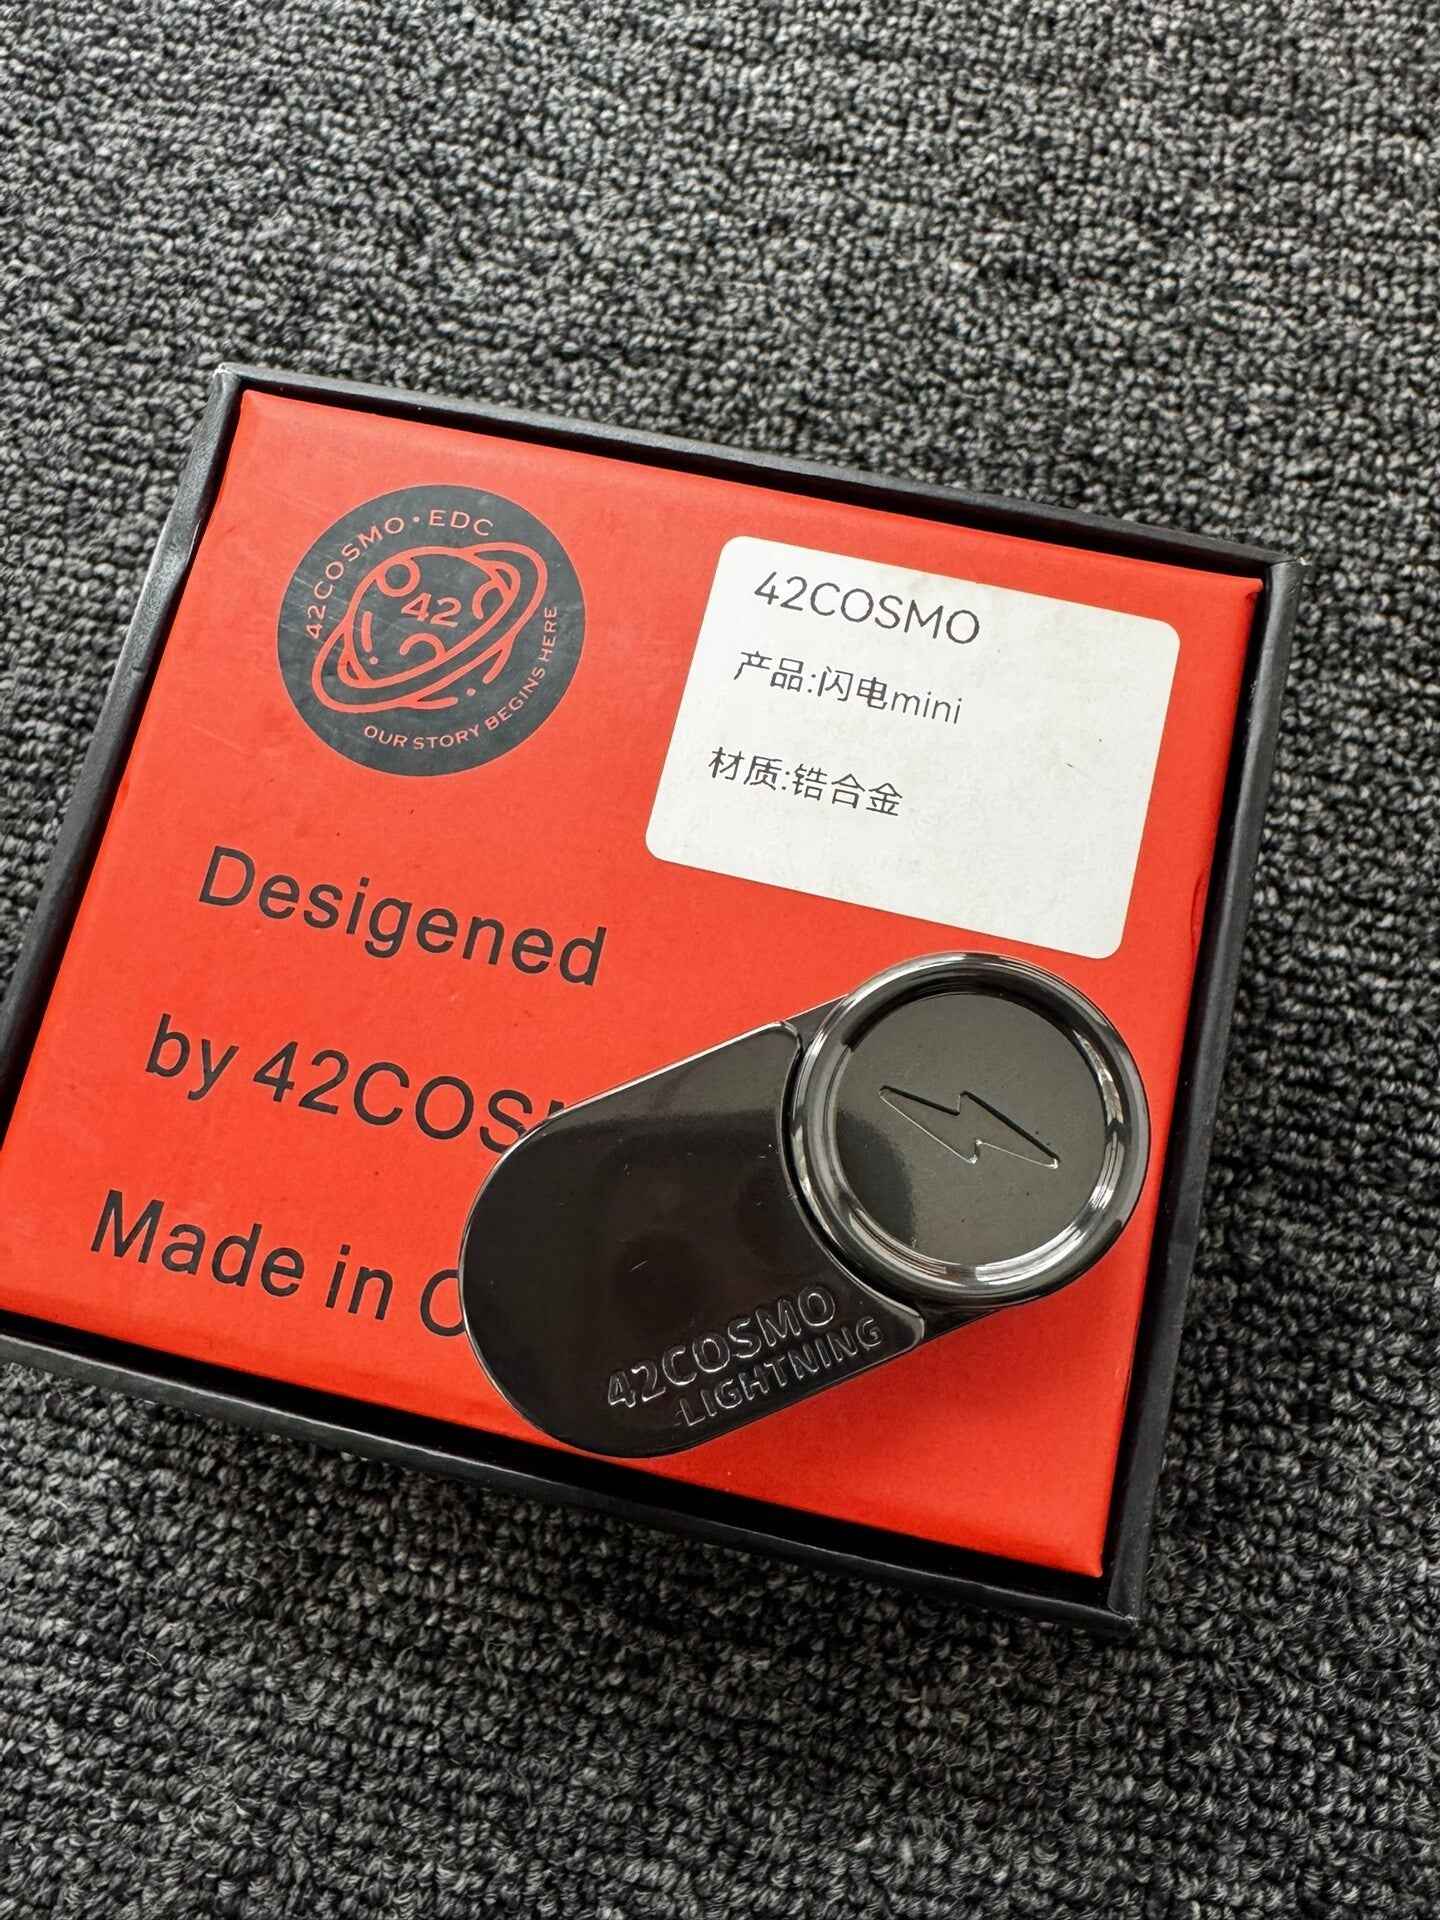 42COSMO·EDC
42
OUR STORY BEGINS HERE
42COSMO
产品:闪电mini
材质:锆合金
Desigened
by 42COS
Made in
42COSMO
LIGHTNING